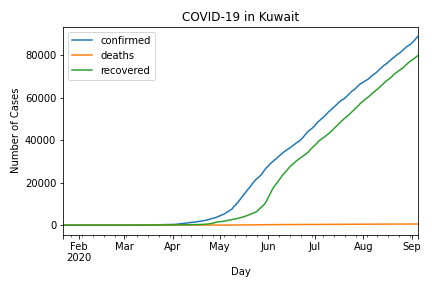 COVID-19 in Kuwait
confirmed
deaths
recovered
Number of Cases
80000
60000
40000
20000
0
Feb
2020
Mar
Apr
May
Jun
Jul
Aug
Sep
Day